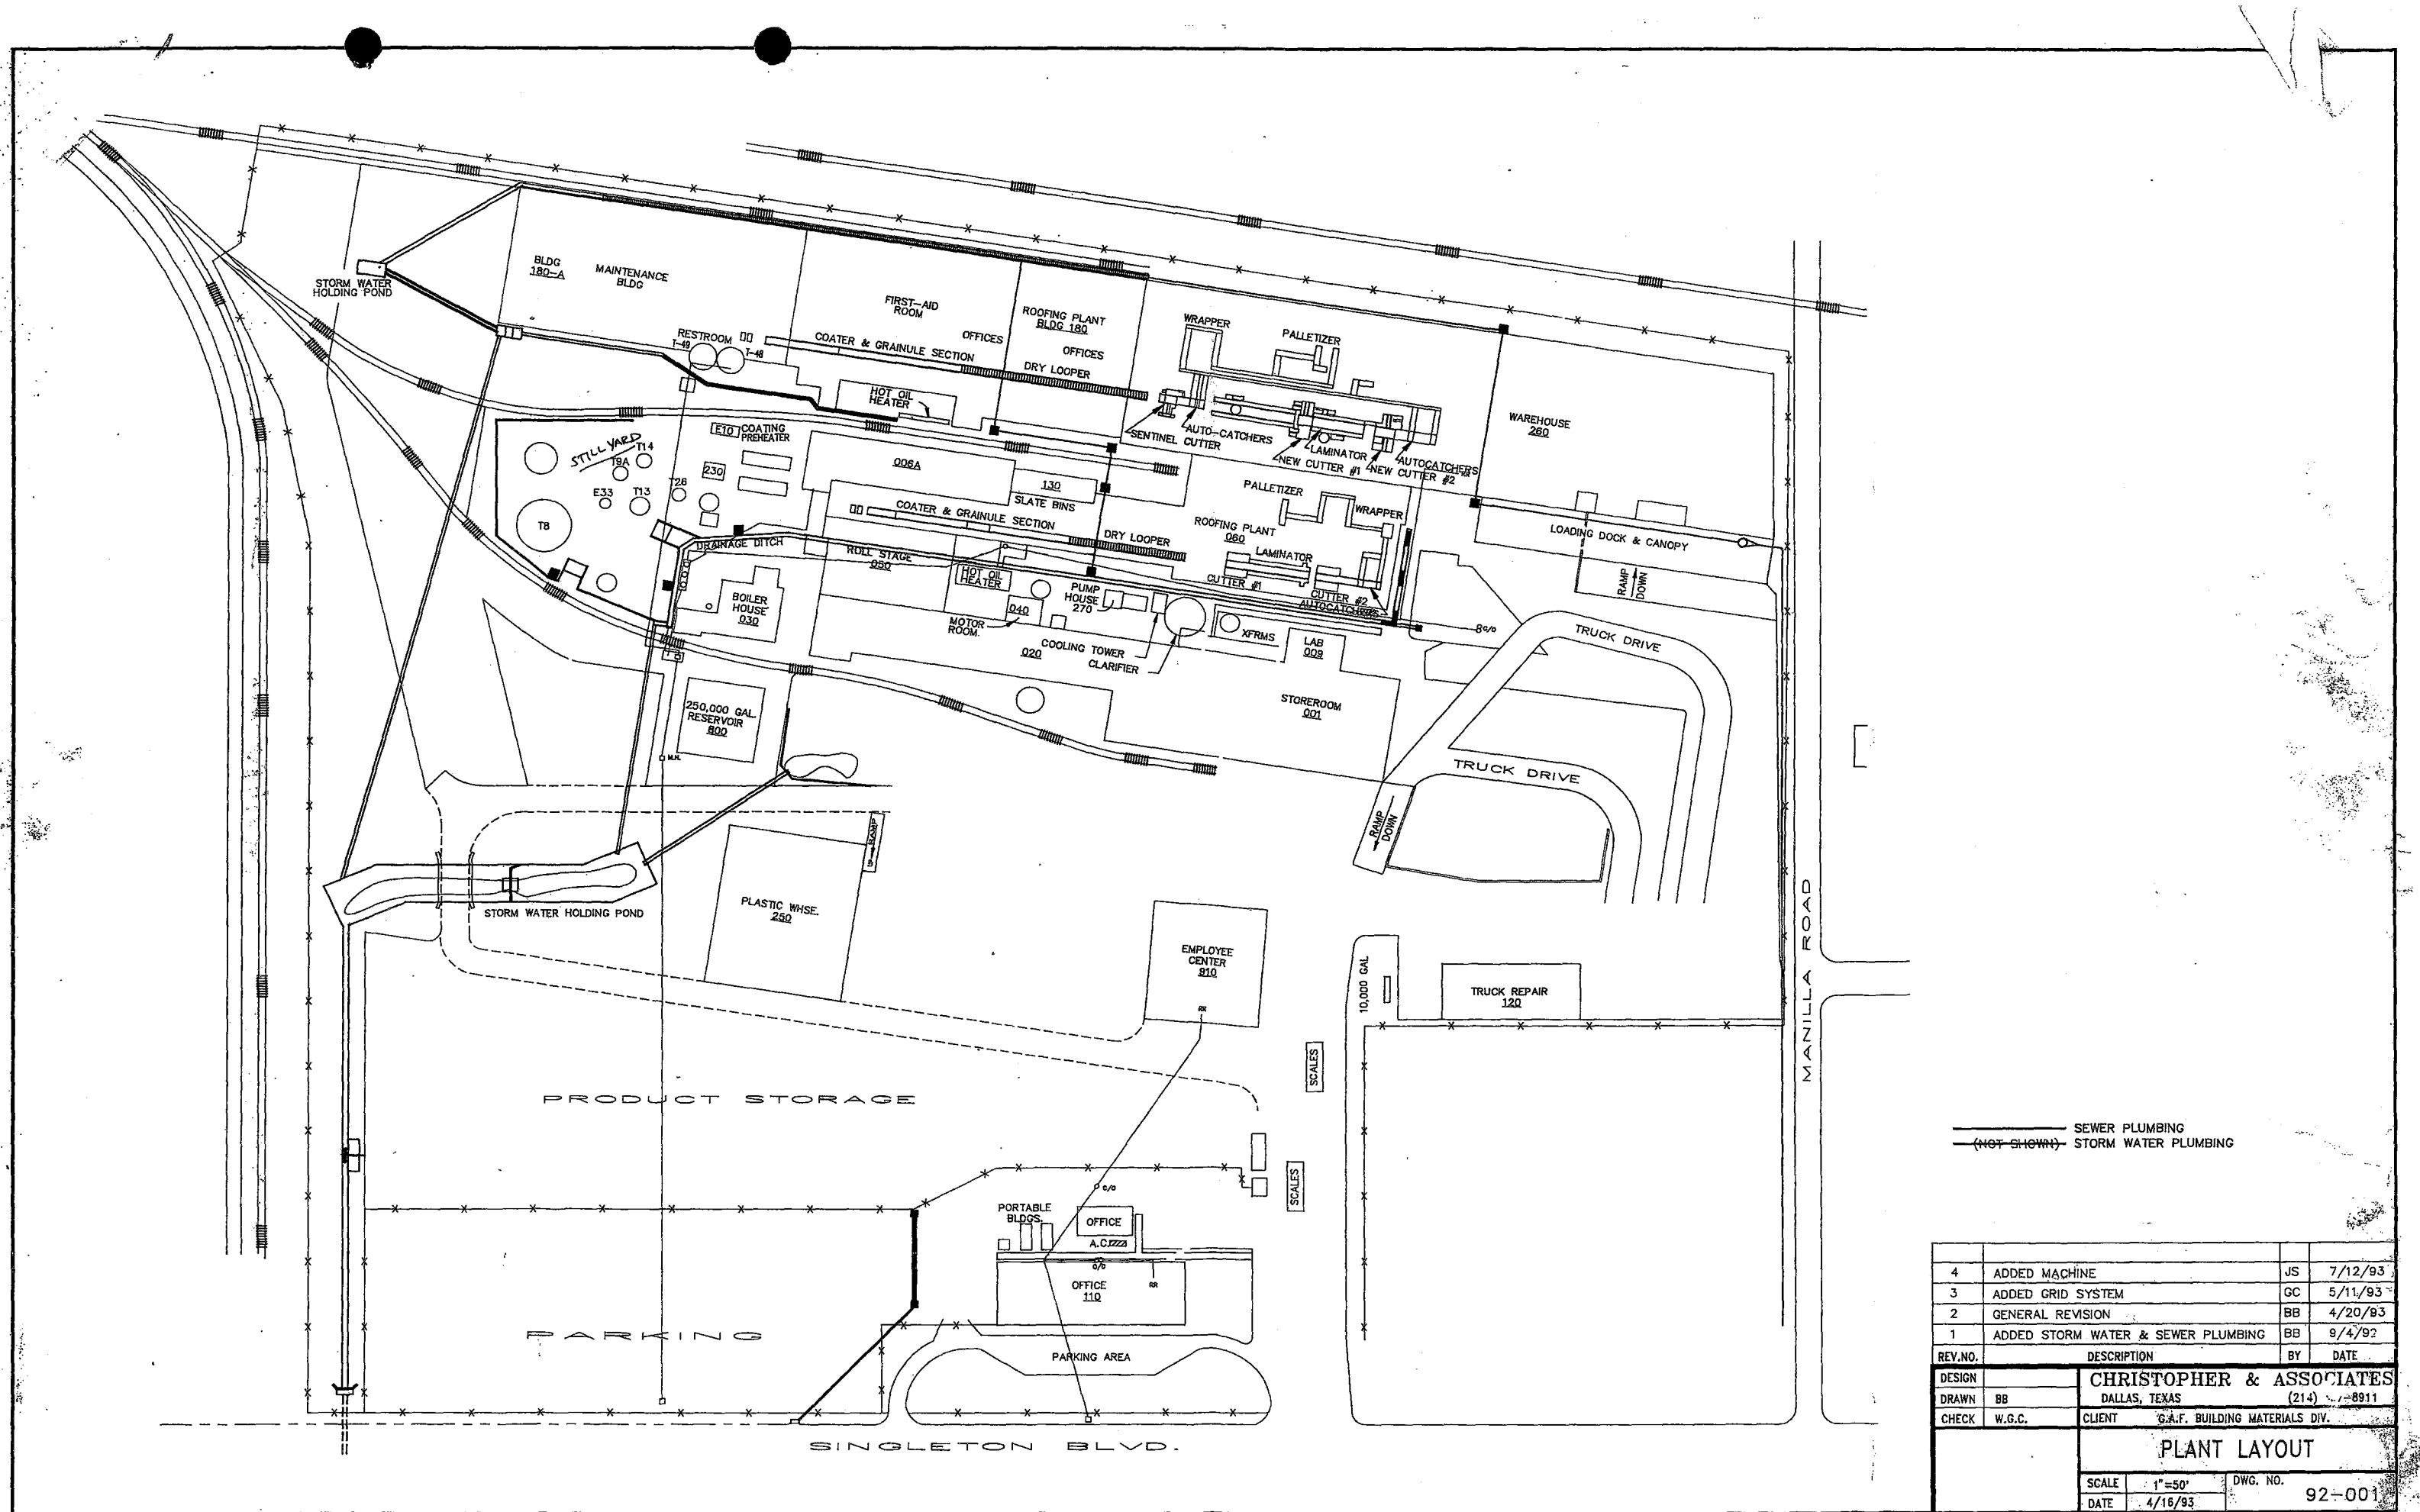 STORM WATER
HOLDING POND
BLDG
180-A
MAINTENANCE
BLDG
FIRST-AID
ROOM
OFFICES
ROOFING PLANT
BLDG 180
OFFICES
RESTROOM
T-49
T-48
COATER & GRAINULE SECTION
DRY LOOPER
HOT OIL
HEATER
WRAPPER
PALLETIZER
SENTINEL CUTTER
AUTO-CATCHERS
NEW CUTTER #1
LAMINATOR
NEW CUTTER #2
AUTOCATCHERS
WAREHOUSE
260
STILL YARD
T14
T9A
E33
T13
T26
T8
E10
COATING
PREHEATER
230
006A
130
SLATE BINS
COATER & GRAINULE SECTION
DRY LOOPER
PALLETIZER
WRAPPER
ROOFING PLANT
060
LAMINATOR
CUTTER #1
CUTTER #2
AUTOCATCHERS
LOADING DOCK & CANOPY
RAMP
DOWN
DRAINAGE DITCH
ROLL STAGE
050
HOT OIL
HEATER
BOILER
HOUSE
030
040
MOTOR
ROOM
PUMP
HOUSE
270
020
COOLING TOWER
CLARIFIER
XFRMS
LAB
009
TRUCK DRIVE
250,000 GAL.
RESERVOIR
800
M.H.
STOREROOM
001
TRUCK DRIVE
RAMP
DOWN
RAMP
STORM WATER HOLDING POND
PLASTIC WHSE.
250
EMPLOYEE
CENTER
910
RR
10,000 GAL
TRUCK REPAIR
120
MANILLA ROAD
SCALES
PRODUCT STORAGE
SEWER PLUMBING
(NOT SHOWN) STORM WATER PLUMBING
SCALES
c/o
PORTABLE
BLDGS.
OFFICE
A.C.
c/o
OFFICE
110
RR
PARKING
PARKING AREA
SINGLETON BLVD.
4 ADDED MACHINE JS 7/12/93
3 ADDED GRID SYSTEM GC 5/11/93
2 GENERAL REVISION BB 4/20/93
1 ADDED STORM WATER & SEWER PLUMBING BB 9/4/92
REV.NO. DESCRIPTION BY DATE
DESIGN
DRAWN BB
CHECK W.G.C.
CHRISTOPHER & ASSOCIATES
DALLAS, TEXAS (214) 8911
CLIENT G.A.F. BUILDING MATERIALS DIV.
PLANT LAYOUT
SCALE 1"=50'
DATE 4/16/93
DWG. NO.
92-001